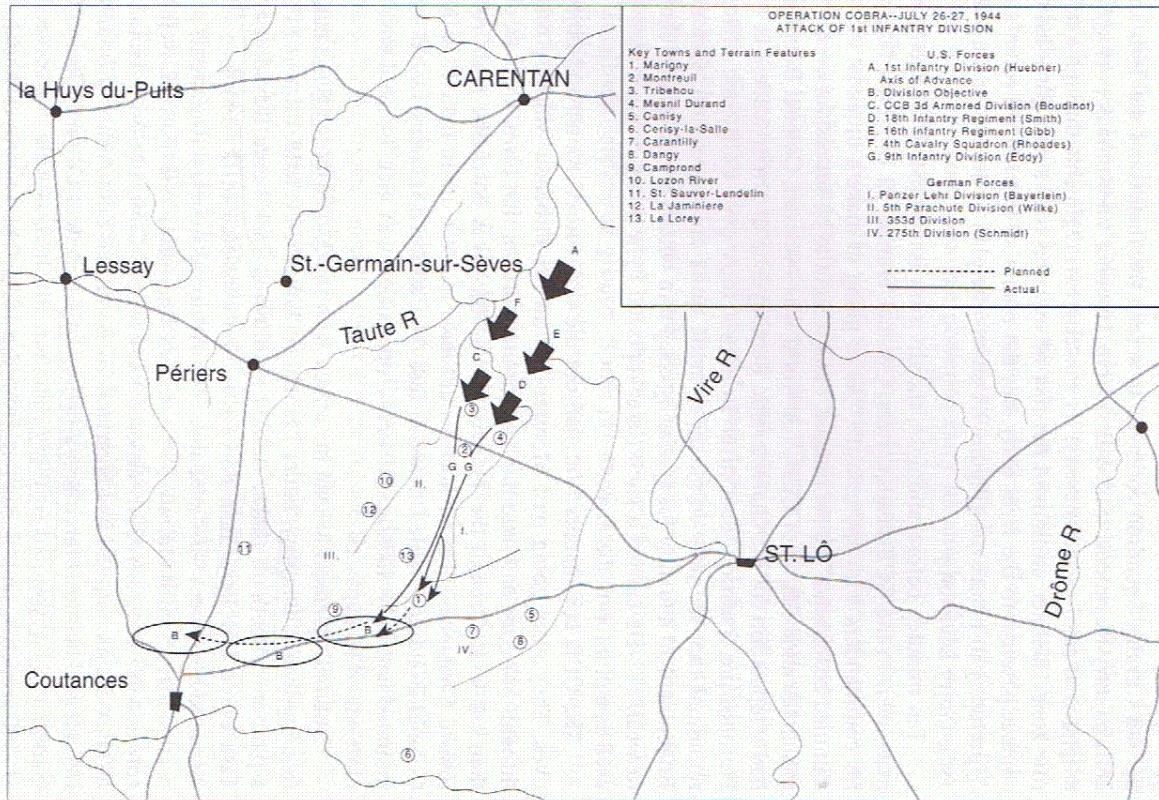 OPERATION COBRA--JULY 26-27, 1944
ATTACK OF 1st INFANTRY DIVISION
Key Towns and Terrain Features
1. Marigny
2. Montreuil
3. Tribehou
4. Mesnil Durand
5. Canisy
6. Cerisy-la-Salle
7. Carantilly
8. Dangy
9. Camprond
10. Lozon River
11. St. Sauver-Lendelin
12. La Jaminiere
13. Le Lorey
U.S. Forces
A. 1st Infantry Division (Huebner)
Axis of Advance
B. Division Objective
C. CCB 3d Armored Division (Boudinot)
D. 18th Infantry Regiment (Smith)
E. 16th Infantry Regiment (Gibb)
F. 4th Cavalry Squadron (Rhoades)
G. 9th Infantry Division (Eddy)
German Forces
I. Panzer Lehr Division (Bayerlein)
II. 5th Parachute Division (Wilke)
III. 353d Division
IV. 275th Division (Schmidt)
Planned
Actual
la Huys du-Puits
CARENTAN
Lessay
St.-Germain-sur-Sèves
A
F
Taute R
E
Vire R
Périers
C
D
3
4
2
G G
10
II.
12
I.
11
III.
13
ST. LÔ
Drôme R
1
9
5
B
B
7
8
B
IV.
Coutances
6